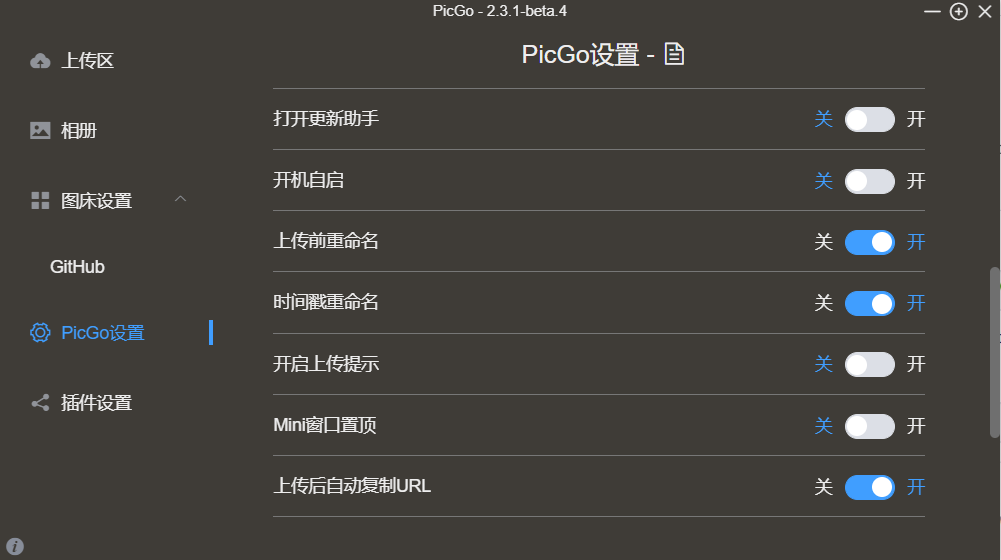 PicGo - 2.3.1-beta.4
上传区
相册
图床设置
GitHub
PicGo设置
插件设置
PicGo设置 -
打开更新助手 关 开
开机自启 关 开
上传前重命名 关 开
时间戳重命名 关 开
开启上传提示 关 开
Mini窗口置顶 关 开
上传后自动复制URL 关 开